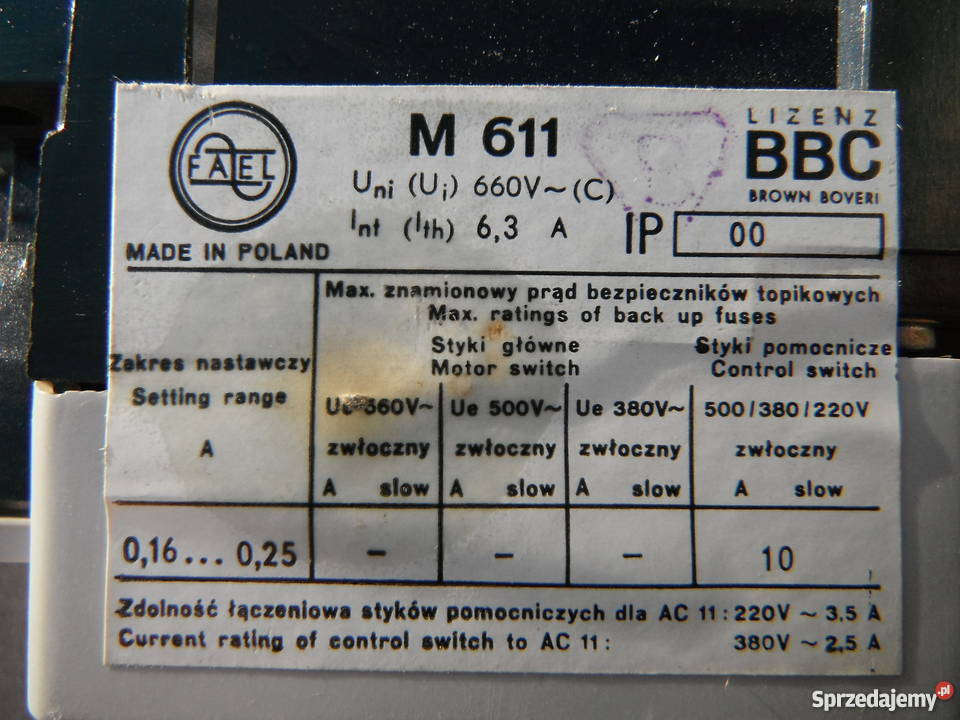 FAEL
M 611
LIZENZ
BBC
BROWN BOVERI
Uni (Ui) 660V~(C)
Int (Ith) 6,3 A
IP 00
MADE IN POLAND
Max. znamionowy prąd bezpieczników topikowych
Max. ratings of back up fuses
Zakres nastawczy
Setting range
A
Styki główne
Motor switch
Styki pomocnicze
Control switch
Ue 660V~ Ue 500V~ Ue 380V~ 500/380/220V
zwłoczny zwłoczny zwłoczny zwłoczny
A slow A slow A slow A slow
0,16... 0,25 – – – 10
Zdolność łączeniowa styków pomocniczych dla AC 11: 220V ~ 3,5 A
Current rating of control switch to AC 11: 380V ~ 2,5 A
Sprzedajemy.pl